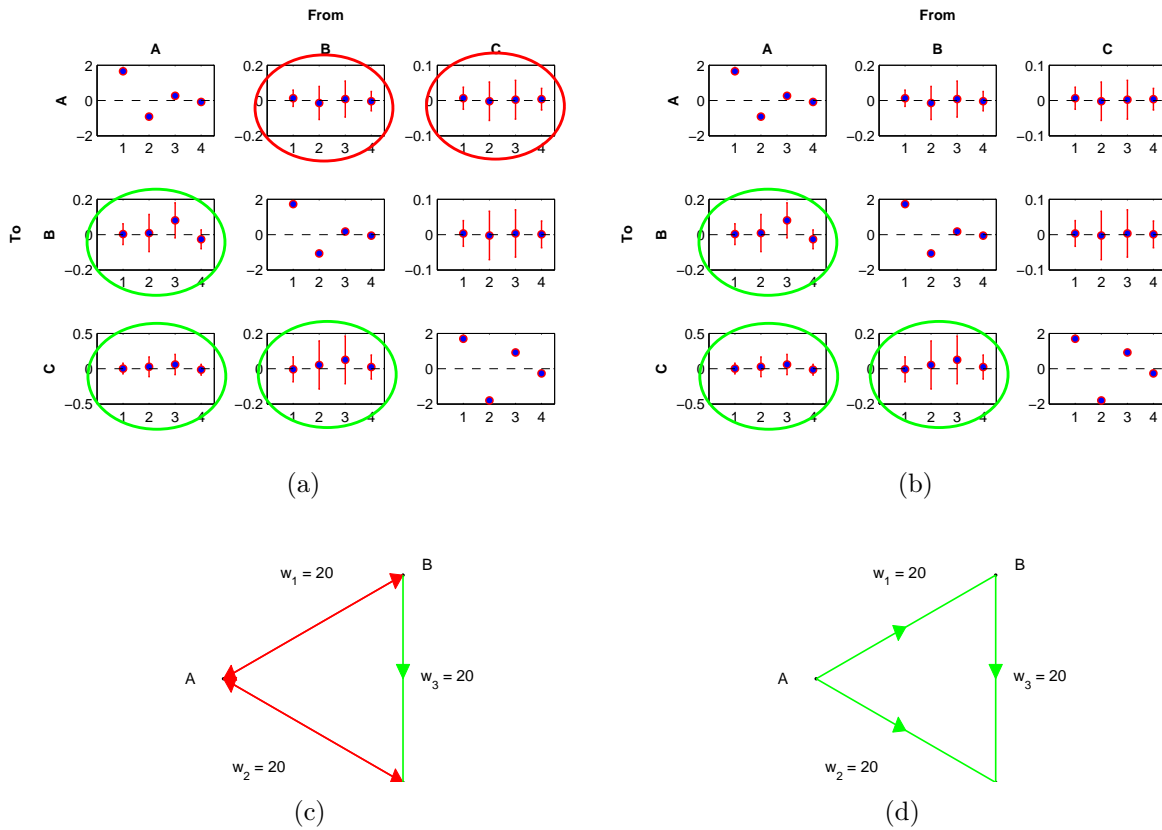 From From
A B C A B C
2 0.2 0.1 2 0.2 0.1
A 0 0 0 A 0 0 0
−2 −0.2 −0.1 −2 −0.2 −0.1
1 2 3 4 1 2 3 4 1 2 3 4 1 2 3 4 1 2 3 4 1 2 3 4
0.2 2 0.1 0.2 2 0.1
To B 0 0 0 To B 0 0 0
−0.2 −2 −0.1 −0.2 −2 −0.1
1 2 3 4 1 2 3 4 1 2 3 4 1 2 3 4 1 2 3 4 1 2 3 4
0.5 0.2 2 0.5 0.2 2
C 0 0 0 C 0 0 0
−0.5 −0.2 −2 −0.5 −0.2 −2
1 2 3 4 1 2 3 4 1 2 3 4 1 2 3 4 1 2 3 4 1 2 3 4
(a) (b)
B B
w1 = 20 w1 = 20
A w3 = 20 A w3 = 20
w2 = 20 w2 = 20
(c) (d)